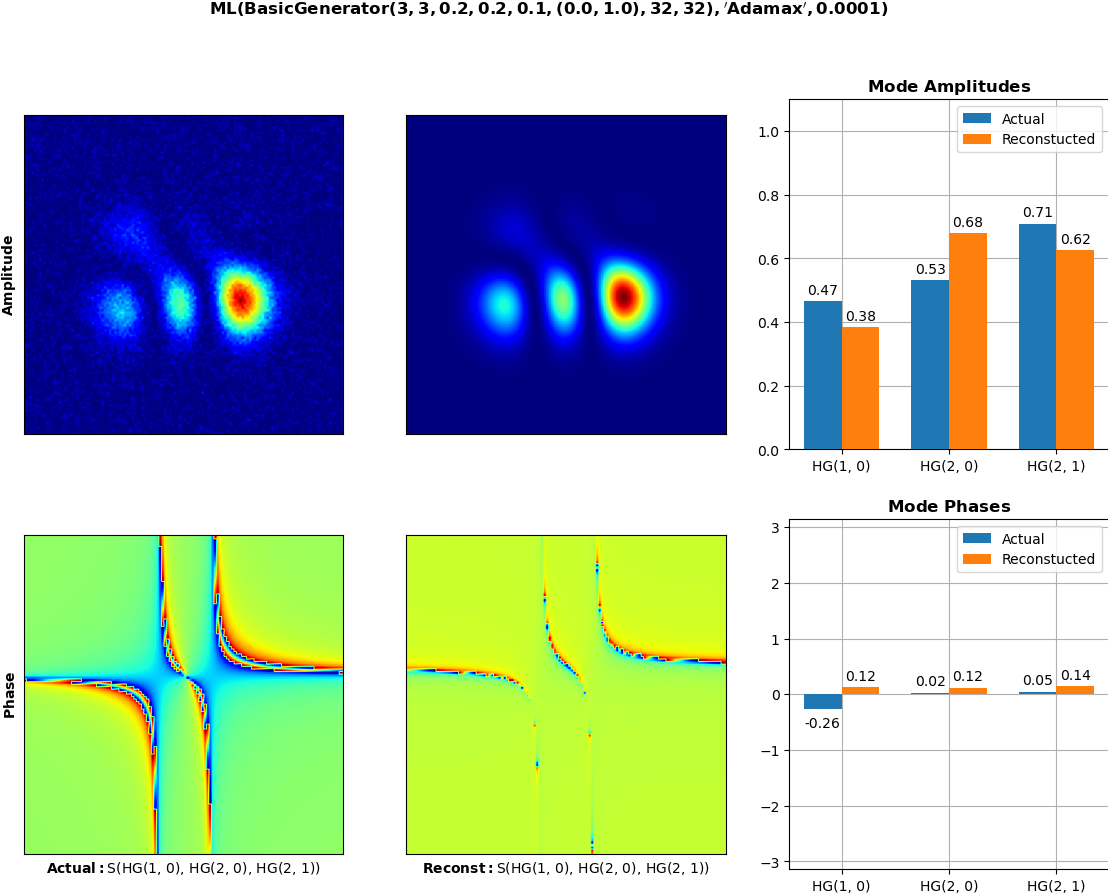 ML(BasicGenerator(3, 3, 0.2, 0.2, 0.1, (0.0, 1.0), 32, 32), 'Adamax', 0.0001)
Amplitude
Mode Amplitudes
Actual
Reconstucted
1.0
0.8
0.6
0.4
0.2
0.0
0.47
0.38
0.53
0.68
0.71
0.62
HG(1, 0)
HG(2, 0)
HG(2, 1)
Phase
Actual: S(HG(1, 0), HG(2, 0), HG(2, 1))
Reconst: S(HG(1, 0), HG(2, 0), HG(2, 1))
Mode Phases
Actual
Reconstucted
3
2
1
0
−1
−2
−3
-0.26
0.12
0.02
0.12
0.05
0.14
HG(1, 0)
HG(2, 0)
HG(2, 1)